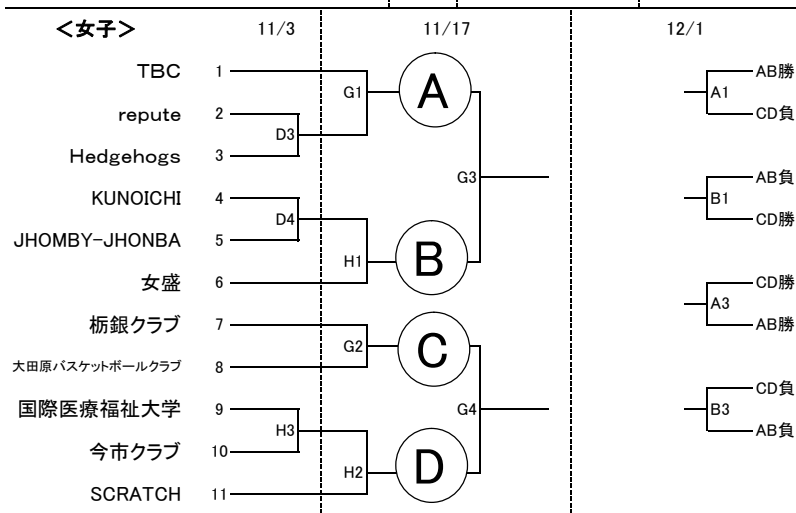 ＜女子＞ 11/3 11/17 12/1
TBC 1
repute 2
Hedgehogs 3
KUNOICHI 4
JHOMBY-JHONBA 5
女盛 6
栃銀クラブ 7
大田原バスケットボールクラブ 8
国際医療福祉大学 9
今市クラブ 10
SCRATCH 11
D3
D4
H3
G1
H1
G2
H2
A
B
C
D
G3
G4
AB勝
A1
CD負
AB負
B1
CD勝
CD勝
A3
AB勝
CD負
B3
AB負